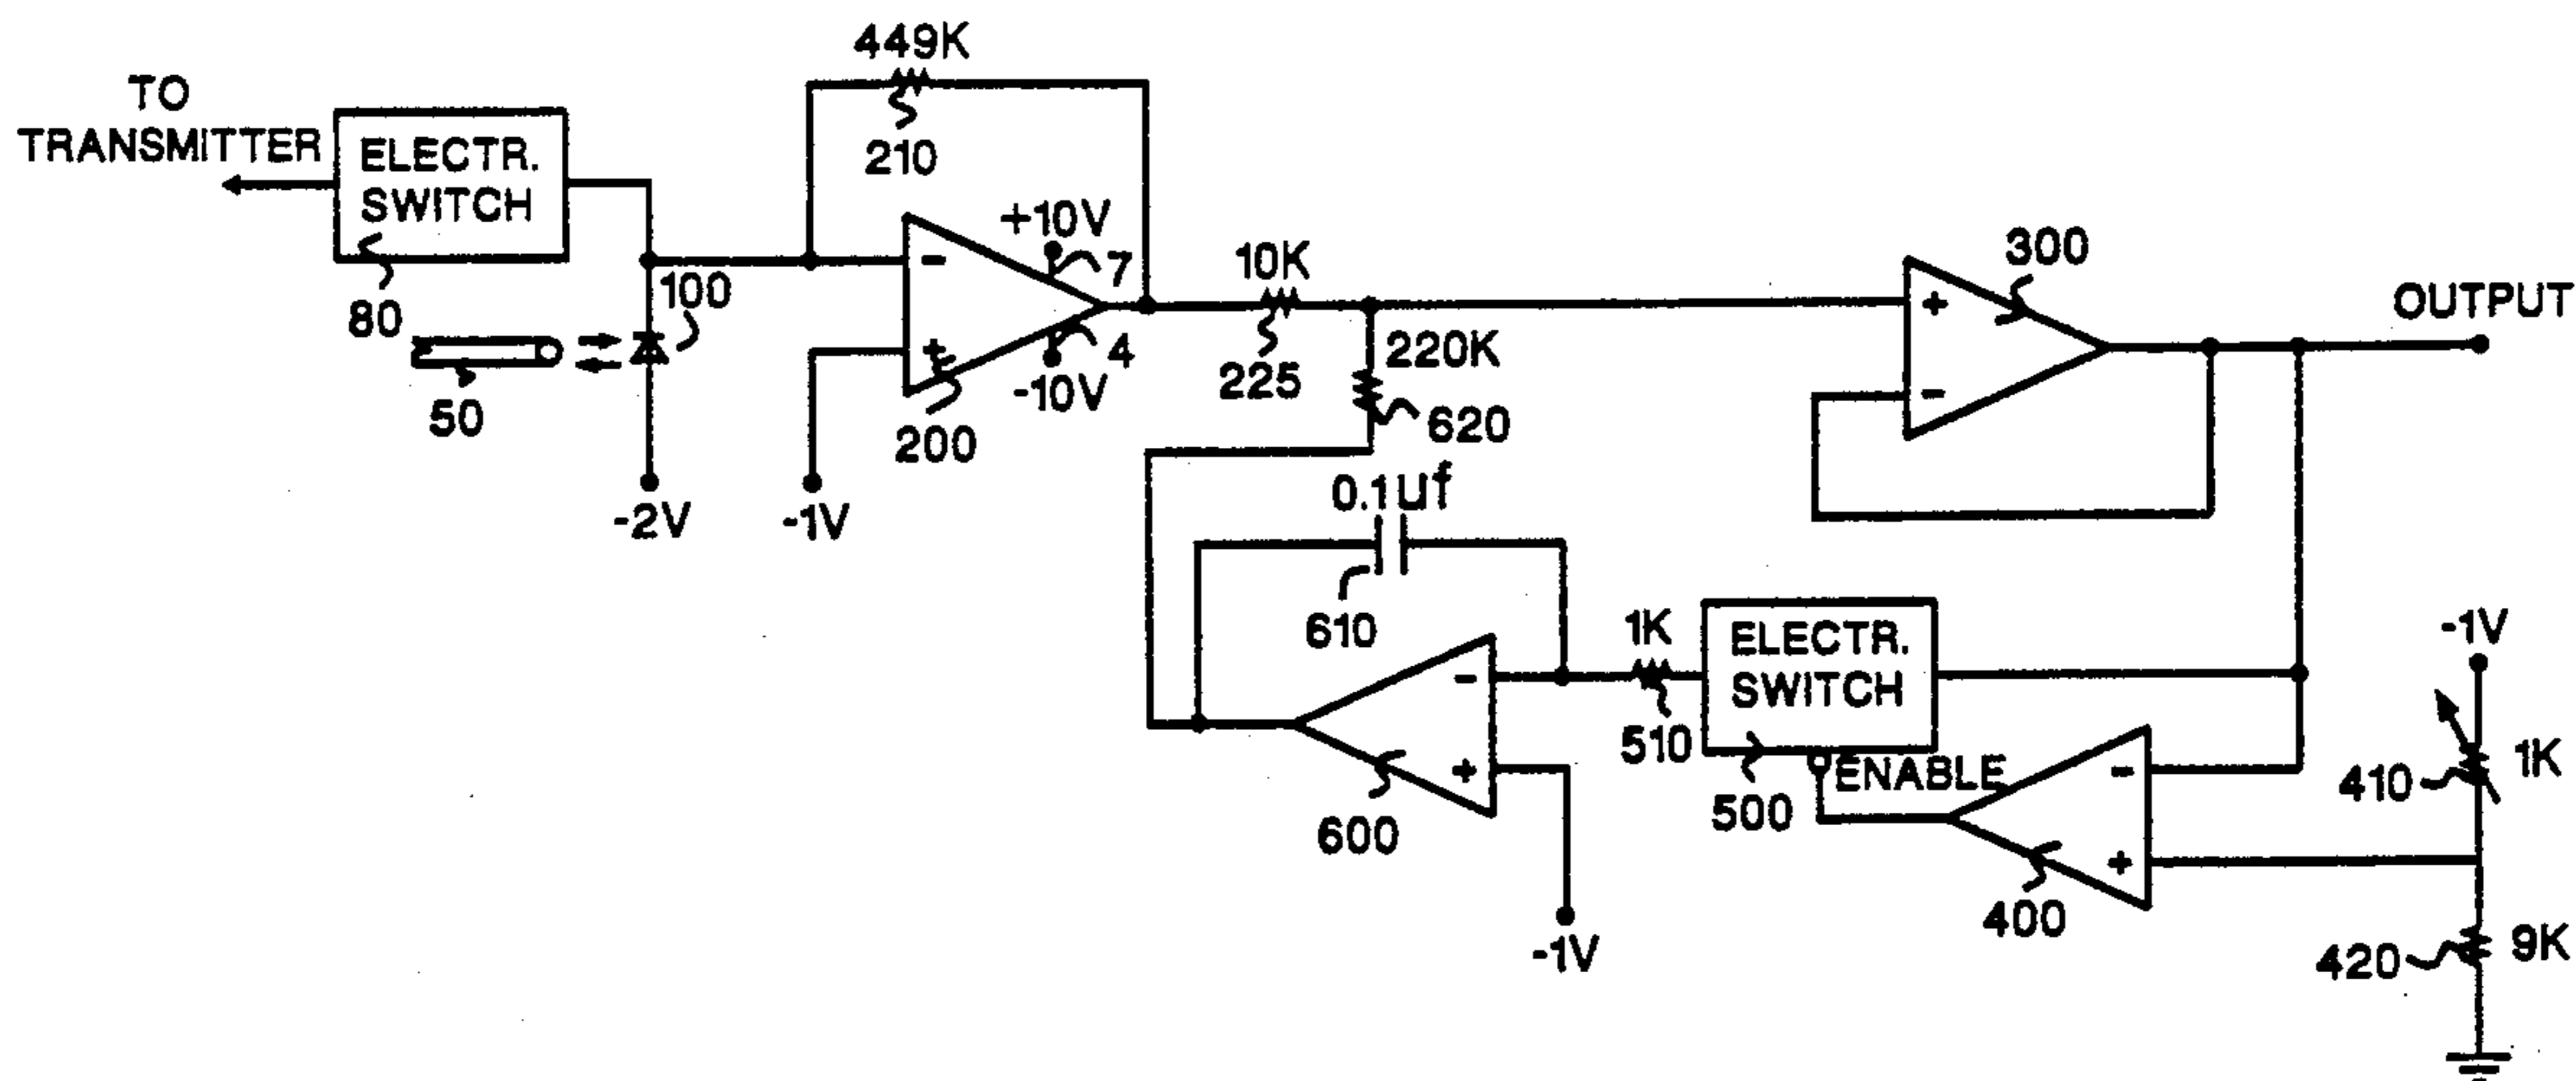 449K
TO
TRANSMITTER
ELECTR.
SWITCH
210
80
100
50
-2V
-1V
-
+
+10V
7
4
-10V
200
10K
225
220K
620
300
+
-
OUTPUT
0.1uf
610
1K
510
ELECTR.
SWITCH
500
ENABLE
-
+
600
-1V
-
+
400
-1V
410
1K
420
9K